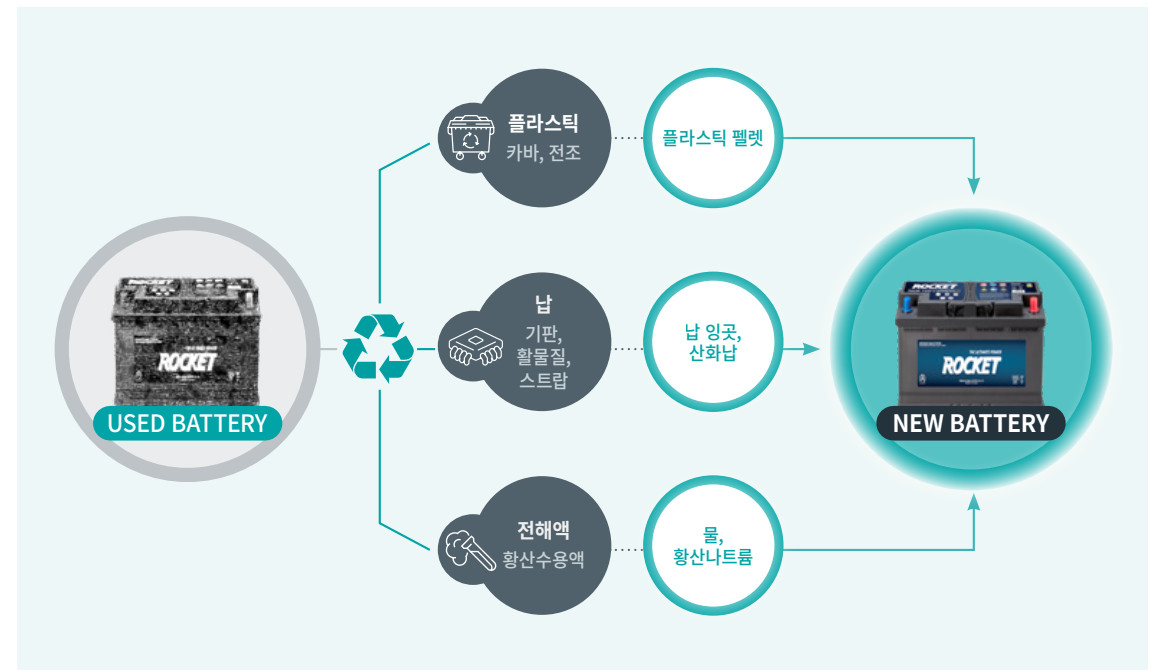 플라스틱
카바, 전조
플라스틱 펠렛
납
기판,
활물질,
스트랍
납 잉곳,
산화납
ROCKET
ROCKET
USED BATTERY
ROCKET
ROCKET
NEW BATTERY
전해액
황산수용액
물,
황산나트륨